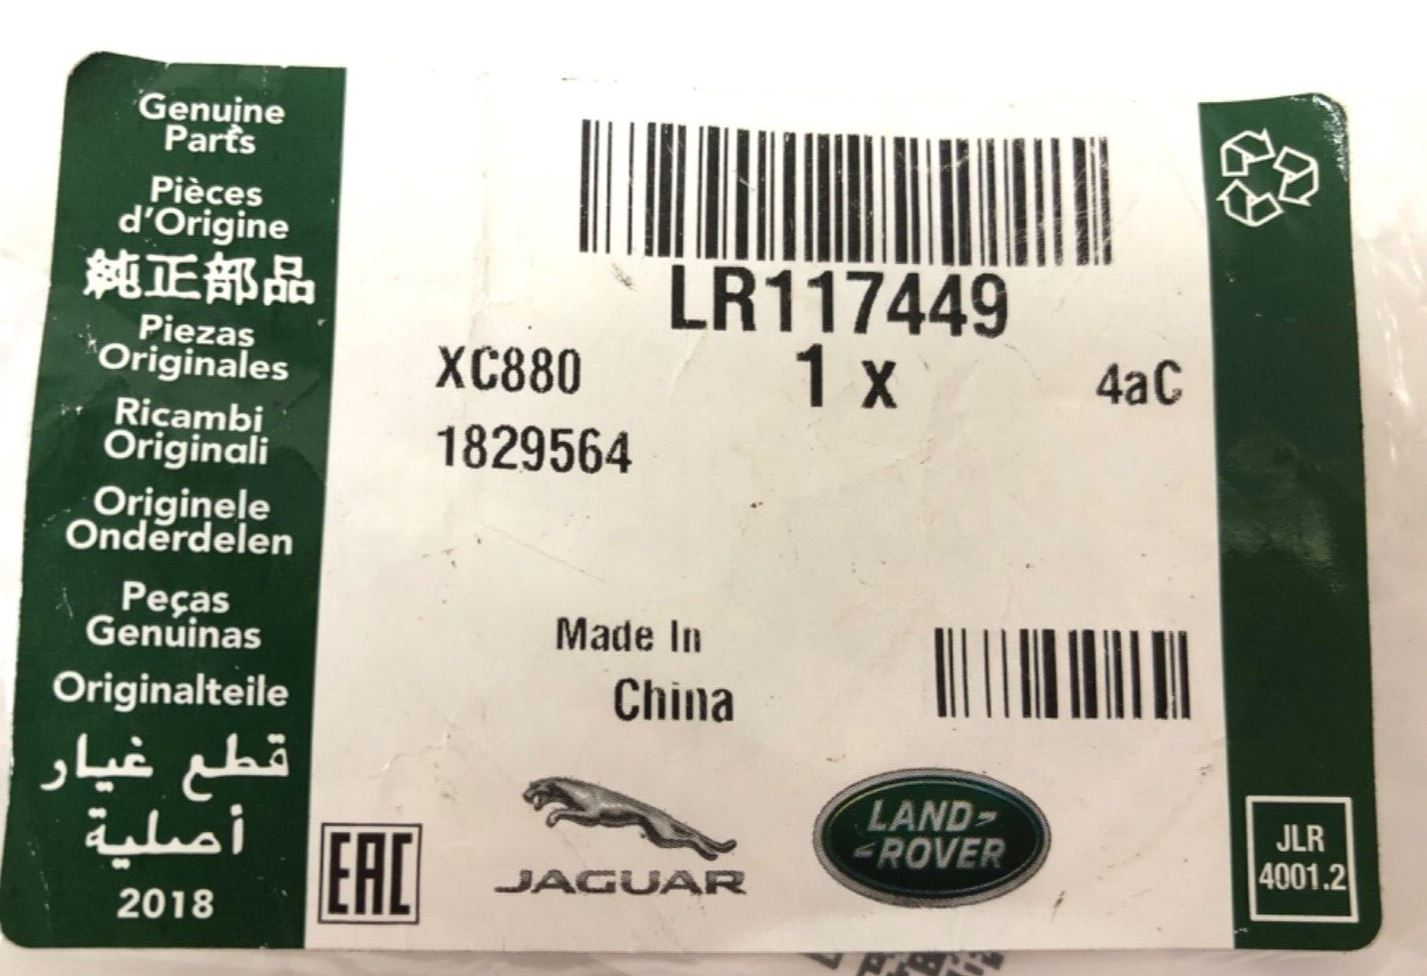 Genuine
Parts
Pièces
d'Origine
純正部品
Piezas
Originales
Ricambi
Originali
Originele
Onderdelen
Peças
Genuinas
Originalteile
قطع غيار
أصلية
2018
LR117449
XC880 1 x 4aC
1829564
Made In
China
EAC
JAGUAR
LAND-
-ROVER
JLR
4001.2